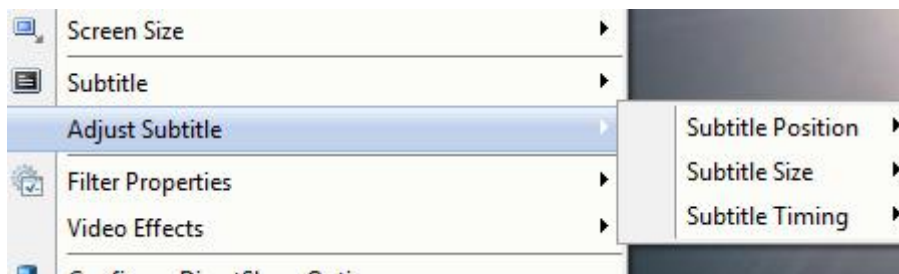 Screen Size
Subtitle
Adjust Subtitle
Filter Properties
Video Effects
Subtitle Position
Subtitle Size
Subtitle Timing